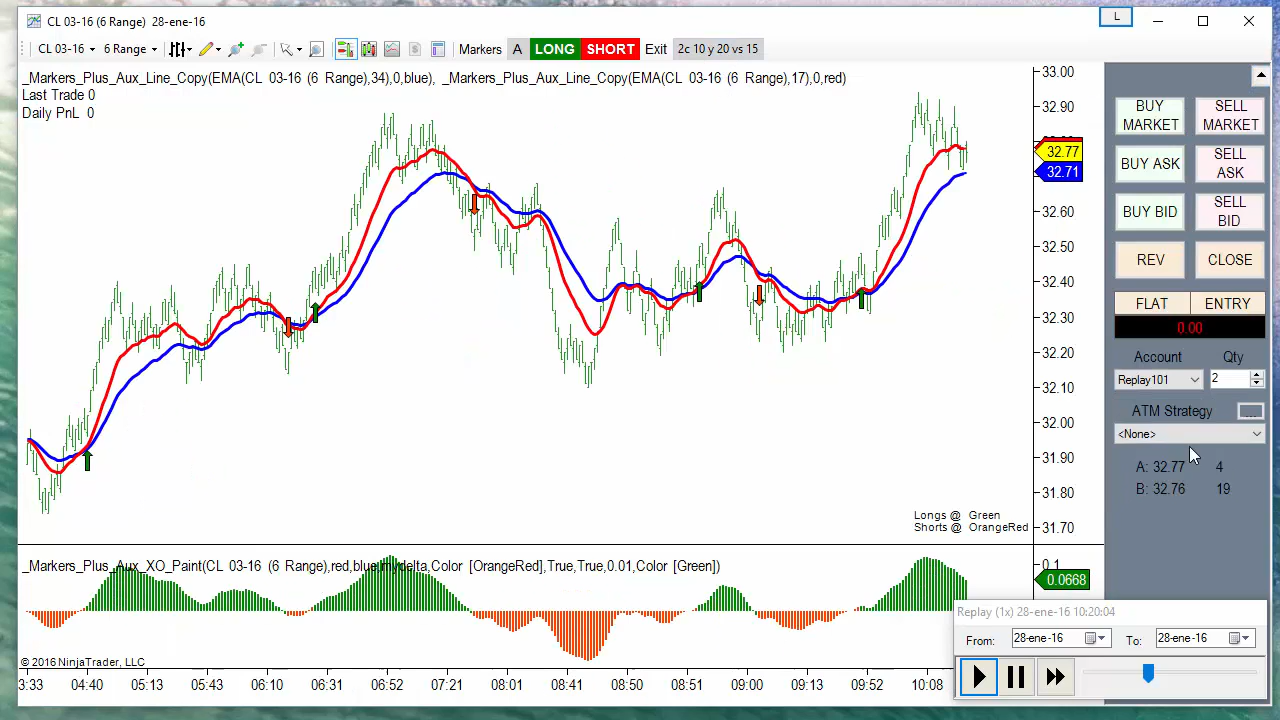 CL 03-16 (6 Range) 28-ene-16
L
CL 03-16 6 Range Markers A LONG SHORT Exit 2c 10 y 20 vs 15
_Markers_Plus_Aux_Line_Copy(EMA(CL 03-16 (6 Range),34),0,blue), _Markers_Plus_Aux_Line_Copy(EMA(CL 03-16 (6 Range),17),0,red)
Last Trade 0
Daily PnL 0
33.00
32.90
32.77
32.71
32.60
32.50
32.40
32.30
32.20
32.10
32.00
31.90
31.80
31.70
Longs @ Green
Shorts @ OrangeRed
BUY MARKET
SELL MARKET
BUY ASK
SELL ASK
BUY BID
SELL BID
REV
CLOSE
FLAT
ENTRY
0.00
Account Qty
Replay101 2
ATM Strategy ...
<None>
A: 32.77 4
B: 32.76 19
_Markers_Plus_Aux_XO_Paint(CL 03-16 (6 Range),red,blue,mydelta,Color [OrangeRed],True,True,0.01,Color [Green])
0.1
0.0668
Replay (1x) 28-ene-16 10:20:04
From: 28-ene-16 To: 28-ene-16
© 2016 NinjaTrader, LLC
3:33 04:40 05:13 05:43 06:10 06:31 06:52 07:21 08:01 08:41 08:50 08:51 09:00 09:13 09:52 10:08